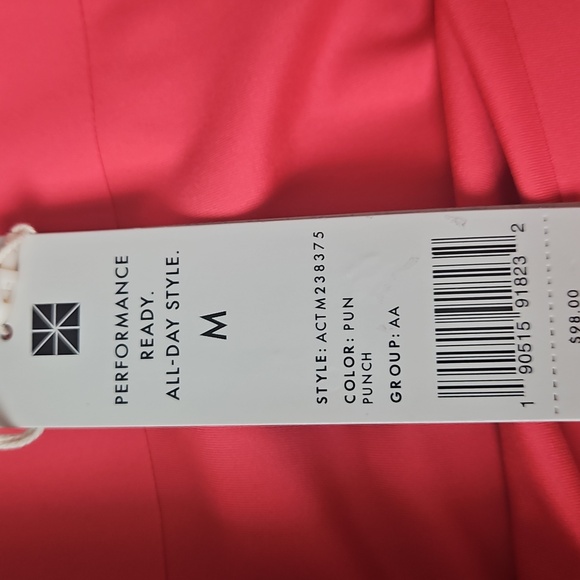 PERFORMANCE
READY.
ALL-DAY STYLE.
M
STYLE: ACTM238375
COLOR: PUN
PUNCH
GROUP: AA
1 90515 91823 2
$98.00